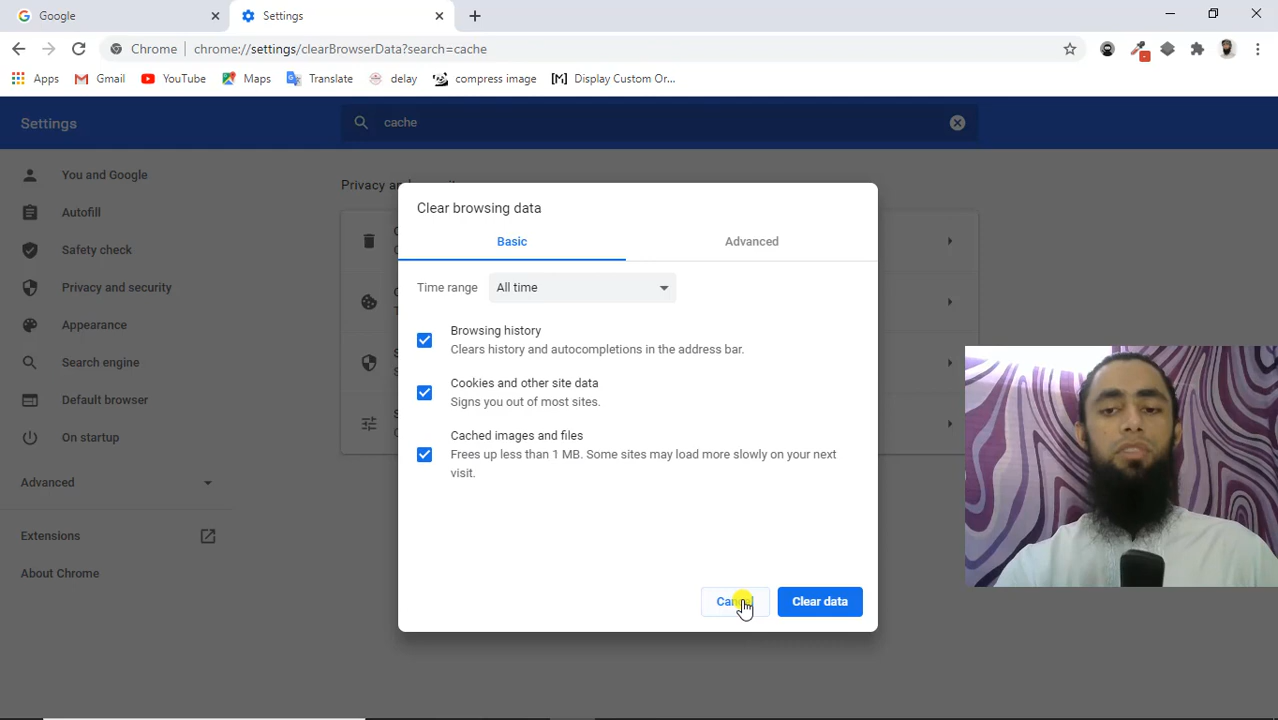 Google
Settings
Chrome
chrome://settings/clearBrowserData?search=cache
Apps
Gmail
YouTube
Maps
Translate
delay
compress image
Display Custom Or...
Settings
cache
You and Google
Autofill
Safety check
Privacy and security
Appearance
Search engine
Default browser
On startup
Advanced
Extensions
About Chrome
Clear browsing data
Basic
Advanced
Time range
All time
Browsing history
Clears history and autocompletions in the address bar.
Cookies and other site data
Signs you out of most sites.
Cached images and files
Frees up less than 1 MB. Some sites may load more slowly on your next
visit.
Cancel
Clear data